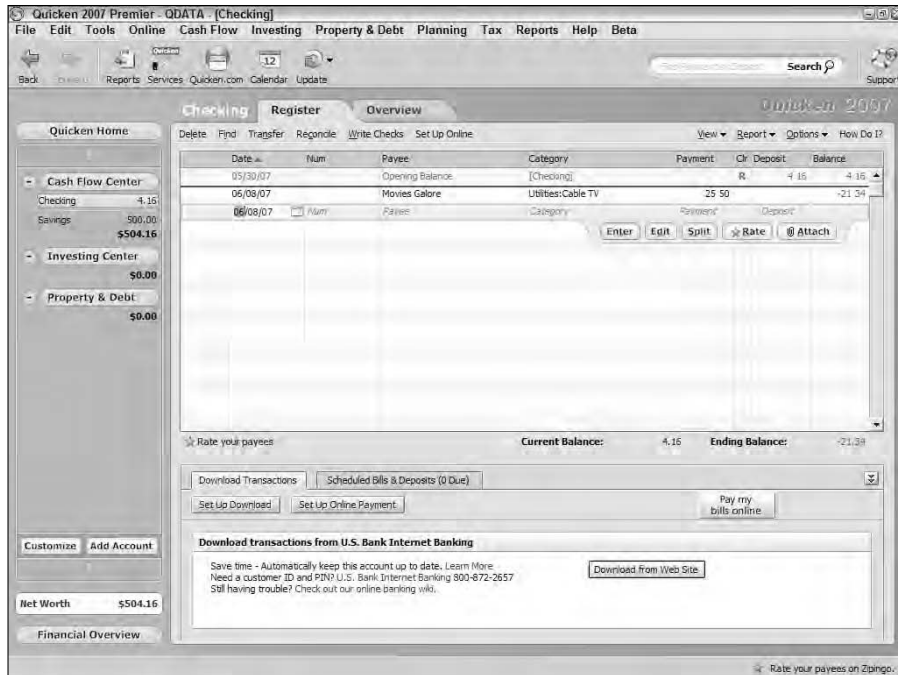 Quicken 2007 Premier - QDATA - [Checking]
File Edit Tools Online Cash Flow Investing Property & Debt Planning Tax Reports Help Beta
Quicken
12
Back Reports Services Quicken.com Calendar Update Search Support
Checking Register Overview Quicken 2007
Quicken Home
Delete Find Transfer Reconcile Write Checks Set Up Online View Report Options How Do I?
Date Num Payee Category Payment Clr Deposit Balance
05/30/07 Opening Balance [Checking] R 4 16 4 16
06/08/07 Movies Galore Utilities:Cable TV 25 50 -21 34
06/08/07 Num Payee Category Payment Deposit
Enter Edit Split Rate Attach
Cash Flow Center
Checking 4.16
Savings 500.00
$504.16
Investing Center
$0.00
Property & Debt
$0.00
Rate your payees Current Balance: 4.16 Ending Balance: -21.34
Download Transactions Scheduled Bills & Deposits (0 Due)
Set Up Download Set Up Online Payment Pay my bills online
Customize Add Account
Download transactions from U.S. Bank Internet Banking
Save time - Automatically keep this account up to date. Learn More
Need a customer ID and PIN? U.S. Bank Internet Banking 800-872-2657
Still having trouble? Check out our online banking wiki.
Download from Web Site
Net Worth $504.16
Financial Overview
Rate your payees on Zipingo.